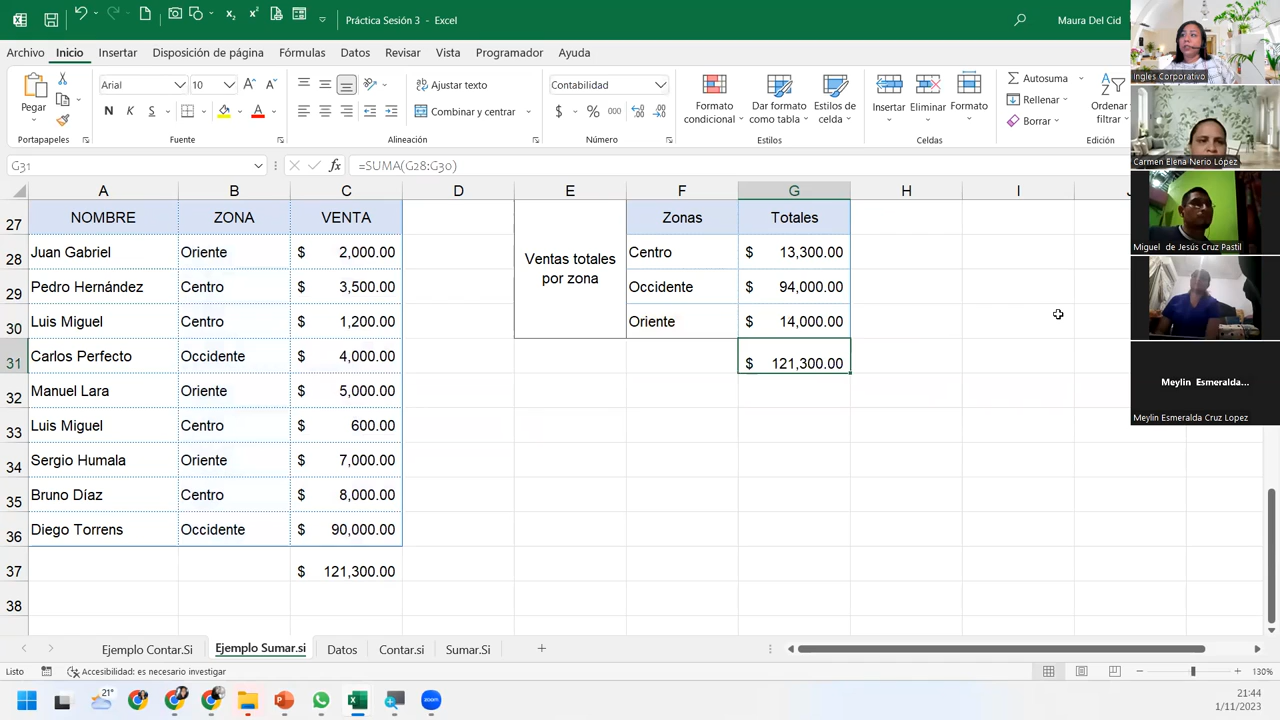 Práctica Sesión 3 - Excel
Maura Del Cid
Archivo Inicio Insertar Disposición de página Fórmulas Datos Revisar Vista Programador Ayuda
Arial 10 Ajustar texto Contabilidad Autosuma
Pegar N K S Combinar y centrar $ % 000 Formato condicional Dar formato como tabla Estilos de celda Insertar Eliminar Formato Rellenar Ordenar filtrar
Borrar
Portapapeles Fuente Alineación Número Estilos Celdas Edición
G31 fx =SUMA(G28:G30)
A B C D E F G H I J
27 NOMBRE ZONA VENTA Zonas Totales
28 Juan Gabriel Oriente $ 2,000.00 Ventas totales por zona Centro $ 13,300.00
29 Pedro Hernández Centro $ 3,500.00 Occidente $ 94,000.00
30 Luis Miguel Centro $ 1,200.00 Oriente $ 14,000.00
31 Carlos Perfecto Occidente $ 4,000.00 $ 121,300.00
32 Manuel Lara Oriente $ 5,000.00
33 Luis Miguel Centro $ 600.00
34 Sergio Humala Oriente $ 7,000.00
35 Bruno Díaz Centro $ 8,000.00
36 Diego Torrens Occidente $ 90,000.00
37 $ 121,300.00
38
Ejemplo Contar.Si Ejemplo Sumar.si Datos Contar.si Sumar.Si
Listo Accesibilidad: es necesario investigar 130%
21° zoom 21:44
1/11/2023
Ingles Corporativo
Carmen Elena Nerio López
Miguel de Jesús Cruz Pastil
Meylin Esmeralda...
Meylin Esmeralda Cruz Lopez